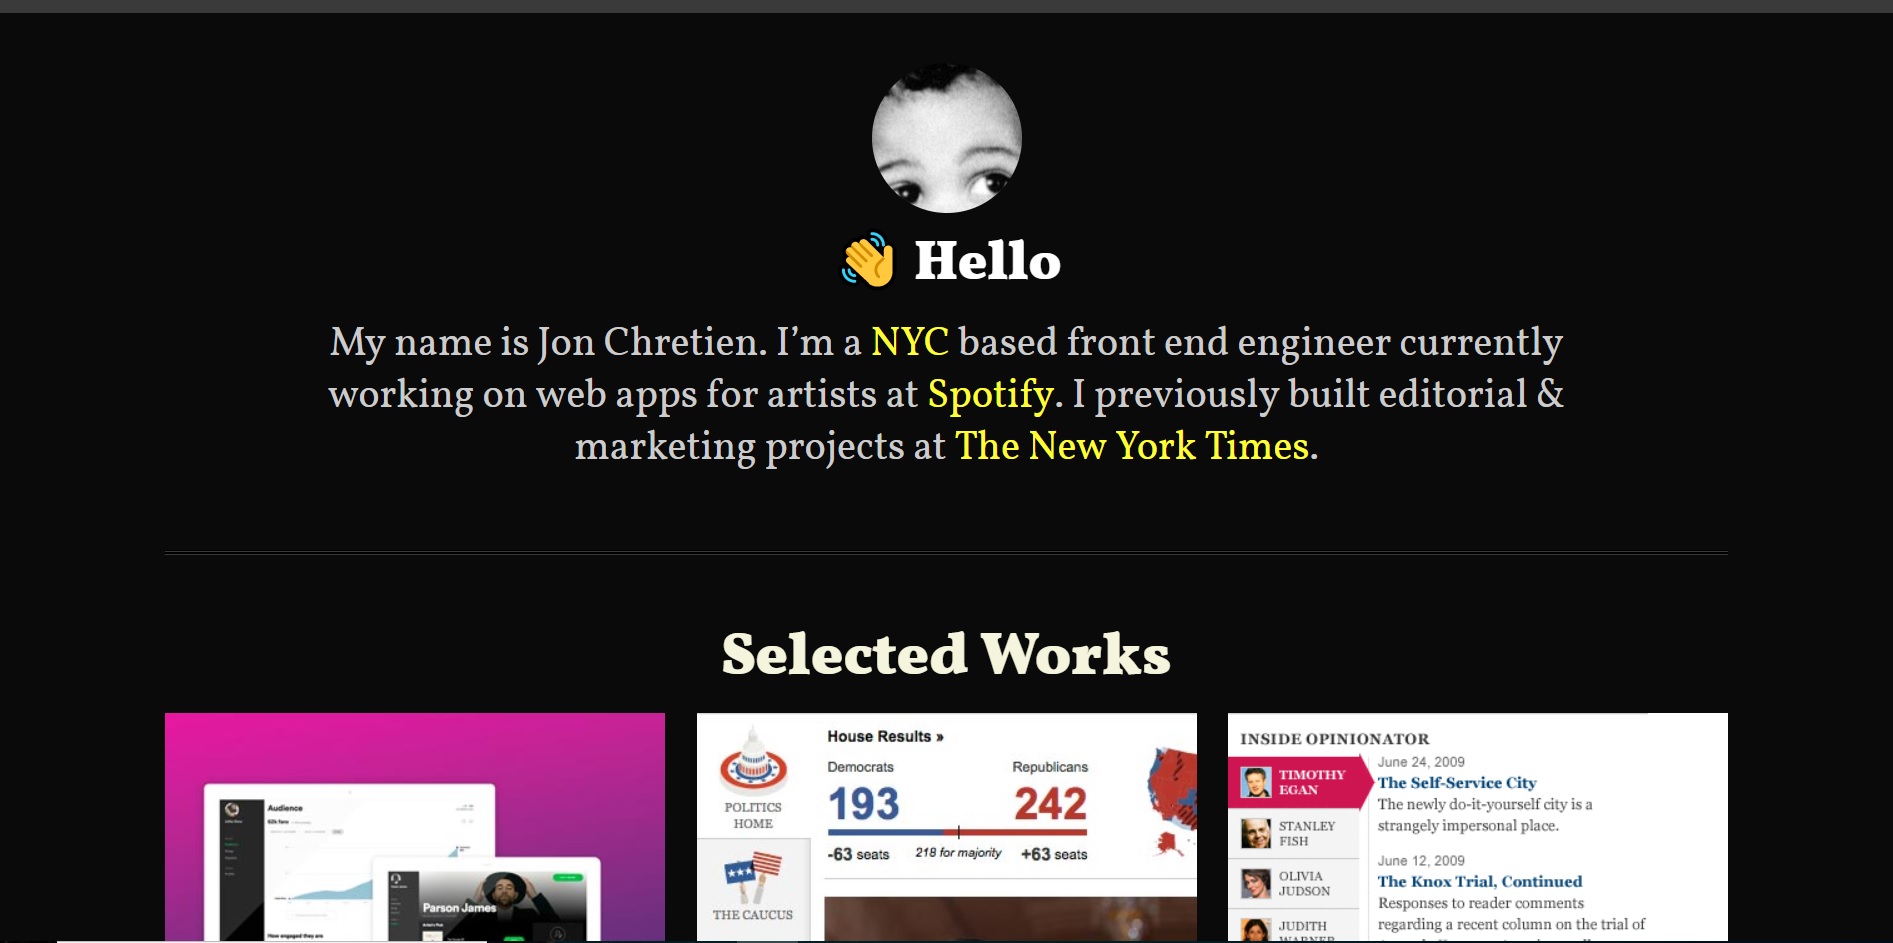 Hello
My name is Jon Chretien. I’m a NYC based front end engineer currently
working on web apps for artists at Spotify. I previously built editorial &
marketing projects at The New York Times.
Selected Works
Audience
How engaged they are
Parson James
House Results »
Democrats Republicans
193 242
-63 seats 218 for majority +63 seats
POLITICS
HOME
THE CAUCUS
INSIDE OPINIONATOR
TIMOTHY
EGAN
STANLEY
FISH
OLIVIA
JUDSON
JUDITH
WARNER
June 24, 2009
The Self-Service City
The newly do-it-yourself city is a
strangely impersonal place.
June 12, 2009
The Knox Trial, Continued
Responses to reader comments
regarding a recent column on the trial of